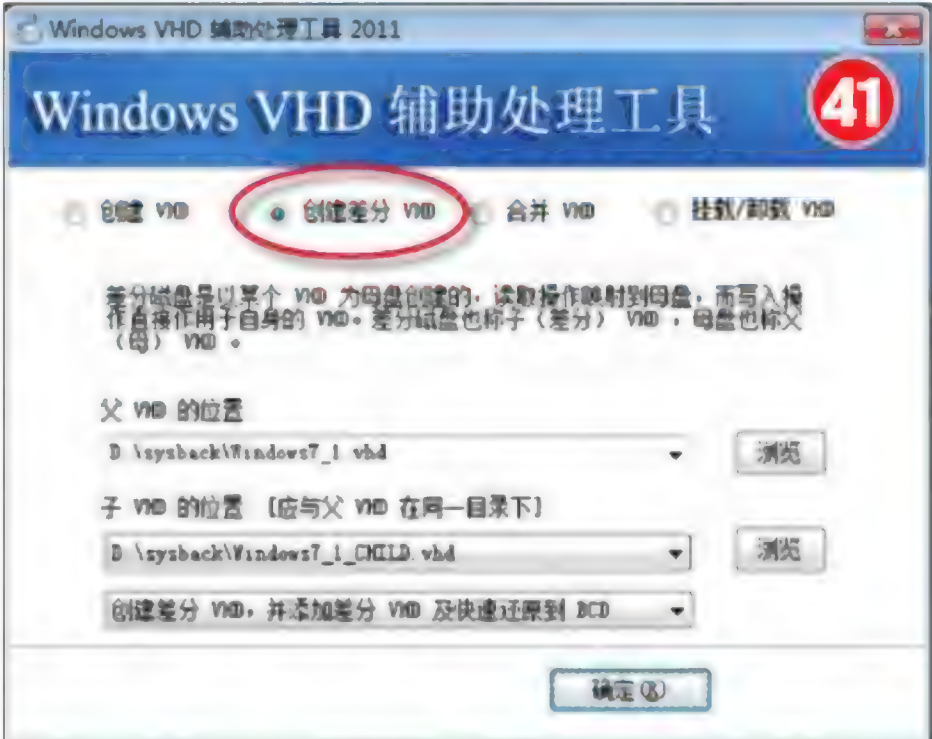 Windows VHD 辅助处理工具 2011
Windows VHD 辅助处理工具
41
创建 VHD 创建差分 VHD 合并 VHD 挂载/卸载 VHD
差分磁盘是以某个 VHD 为母盘创建的，读取操作映射到母盘，而写入操
作直接作用于自身的 VHD。差分磁盘也称子（差分） VHD ，母盘也称父
（母） VHD 。
父 VHD 的位置
D:\sysback\Windows7_1.vhd
浏览
子 VHD 的位置 [应与父 VHD 在同一目录下]
D:\sysback\Windows7_1_CHILD.vhd
浏览
创建差分 VHD，并添加差分 VHD 及快速还原到 BCD
确定(K)